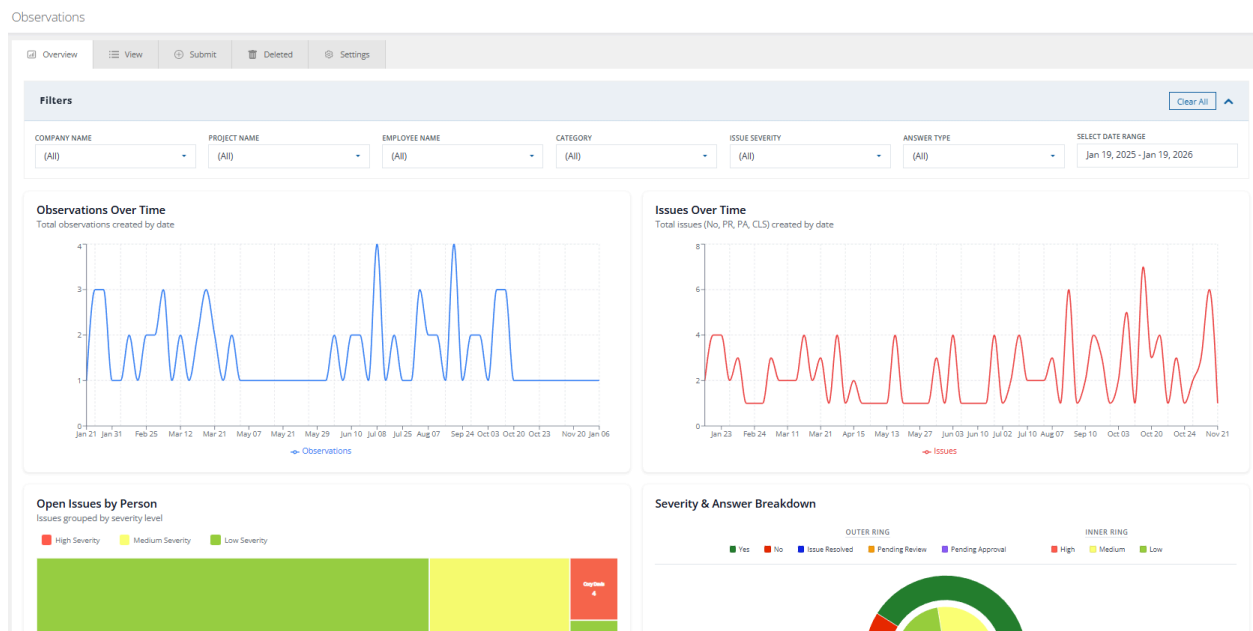 Observations
Overview View Submit Deleted Settings
Filters
Clear All
COMPANY NAME PROJECT NAME EMPLOYEE NAME CATEGORY ISSUE SEVERITY ANSWER TYPE SELECT DATE RANGE
(All) (All) (All) (All) (All) (All) Jan 19, 2025 - Jan 19, 2026
Observations Over Time
Total observations created by date
4
3
2
1
0
Jan 21 Jan 31 Feb 25 Mar 12 Mar 21 May 07 May 21 May 29 Jun 10 Jul 08 Jul 25 Aug 07 Sep 24 Oct 03 Oct 20 Oct 23 Nov 20 Jan 06
Observations
Issues Over Time
Total issues (No, PR, PA, CLS) created by date
8
6
4
2
0
Jan 23 Feb 24 Mar 11 Mar 21 Apr 15 May 13 May 27 Jun 03 Jun 10 Jul 02 Jul 10 Aug 07 Sep 10 Oct 03 Oct 20 Oct 24 Nov 21
Issues
Open Issues by Person
Issues grouped by severity level
High Severity Medium Severity Low Severity
4
Severity & Answer Breakdown
OUTER RING INNER RING
Yes No Issue Resolved Pending Review Pending Approval High Medium Low